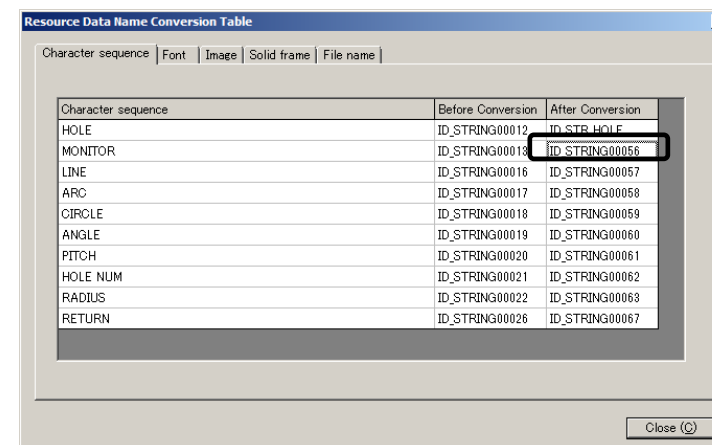 Resource Data Name Conversion Table
Character sequence Font Image Solid frame File name
Character sequence Before Conversion After Conversion
HOLE ID_STRING00012 ID_STR_HOLE
MONITOR ID_STRING00013 ID_STRING00056
LINE ID_STRING00016 ID_STRING00057
ARC ID_STRING00017 ID_STRING00058
CIRCLE ID_STRING00018 ID_STRING00059
ANGLE ID_STRING00019 ID_STRING00060
PITCH ID_STRING00020 ID_STRING00061
HOLE NUM ID_STRING00021 ID_STRING00062
RADIUS ID_STRING00022 ID_STRING00063
RETURN ID_STRING00026 ID_STRING00067
Close (C)